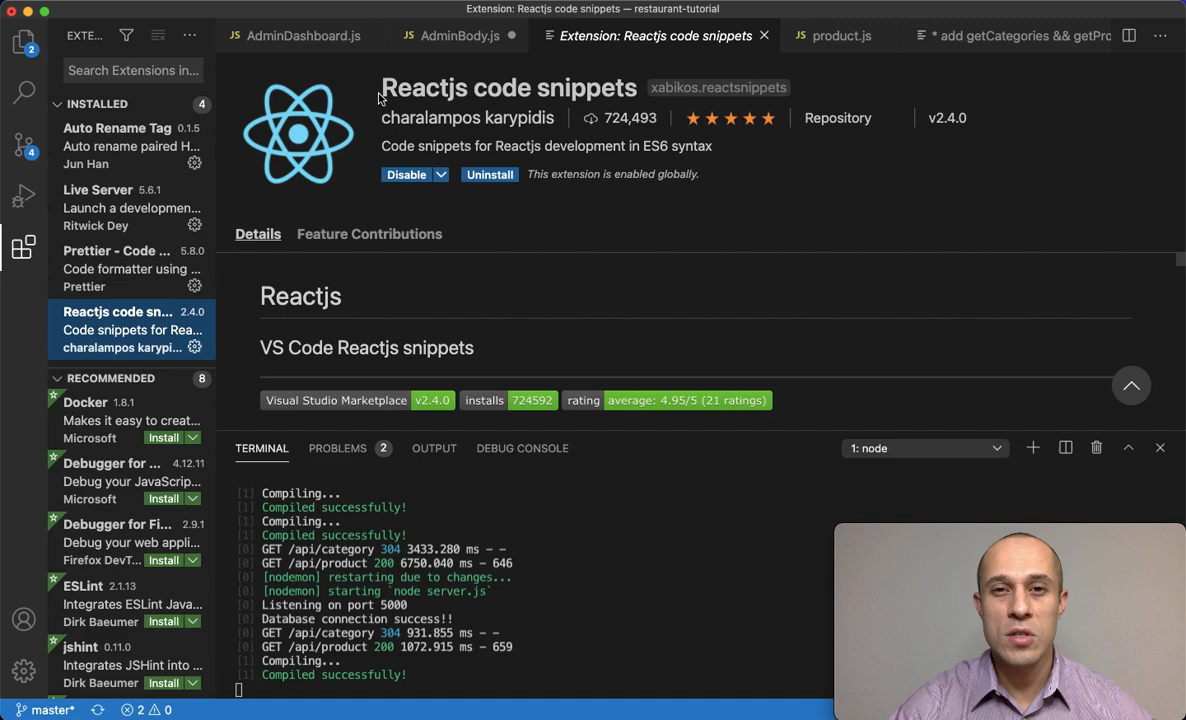 Extension: Reactjs code snippets — restaurant-tutorial
EXTE...
JS AdminDashboard.js
JS AdminBody.js
Extension: Reactjs code snippets
JS product.js
* add getCategories && getPro
2
4
Search Extensions in...
INSTALLED 4
Auto Rename Tag 0.1.5
Auto rename paired H...
Jun Han
Live Server 5.6.1
Launch a developmen...
Ritwick Dey
Prettier - Code ... 5.8.0
Code formatter using ...
Prettier
Reactjs code sn... 2.4.0
Code snippets for Rea...
charalampos karypi...
RECOMMENDED 8
Docker 1.8.1
Makes it easy to creat...
Microsoft Install
Debugger for ... 4.12.11
Debug your JavaScrip...
Microsoft Install
Debugger for Fi... 2.9.1
Debug your web appli...
Firefox DevT... Install
ESLint 2.1.13
Integrates ESLint Java...
Dirk Baeumer Install
jshint 0.11.0
Integrates JSHint into ...
Dirk Baeumer Install
Reactjs code snippets xabikos.reactsnippets
charalampos karypidis 724,493 Repository v2.4.0
Code snippets for Reactjs development in ES6 syntax
Disable Uninstall This extension is enabled globally.
Details Feature Contributions
Reactjs
VS Code Reactjs snippets
Visual Studio Marketplace v2.4.0 installs 724592 rating average: 4.95/5 (21 ratings)
TERMINAL PROBLEMS 2 OUTPUT DEBUG CONSOLE 1: node
[1] Compiling...
[1] Compiled successfully!
[1] Compiling...
[1] Compiled successfully!
[0] GET /api/category 304 3433.280 ms - -
[0] GET /api/product 200 6750.040 ms - 646
[0] [nodemon] restarting due to changes...
[0] [nodemon] starting `node server.js`
[0] Listening on port 5000
[0] Database connection success!!
[0] GET /api/category 304 931.855 ms - -
[0] GET /api/product 200 1072.915 ms - 659
[1] Compiling...
[1] Compiled successfully!
master* 2 0